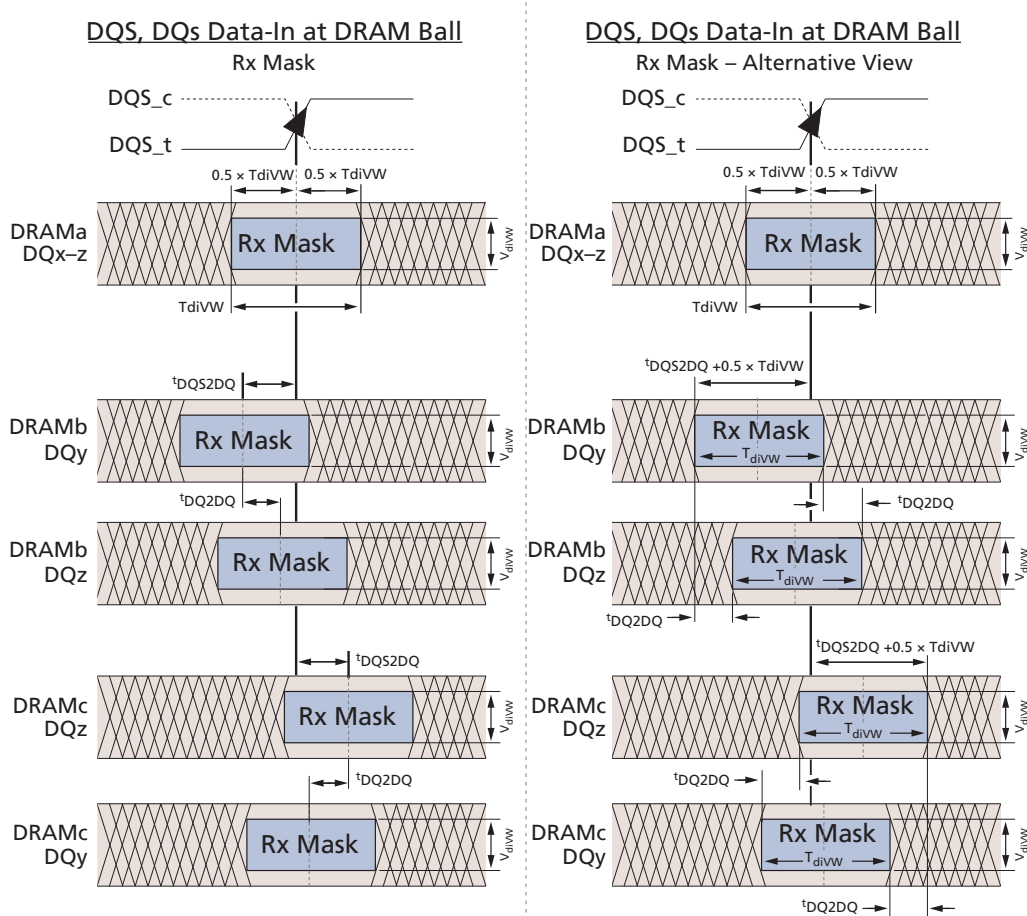 DQS, DQs Data-In at DRAM Ball
Rx Mask
DQS_c
DQS_t
0.5 × TdiVW
0.5 × TdiVW
DRAMa
DQx–z
Rx Mask
VdiVW
TdiVW
tDQS2DQ
DRAMb
DQy
Rx Mask
VdiVW
tDQ2DQ
DRAMb
DQz
Rx Mask
VdiVW
tDQS2DQ
DRAMc
DQz
Rx Mask
VdiVW
tDQ2DQ
DRAMc
DQy
Rx Mask
VdiVW
DQS, DQs Data-In at DRAM Ball
Rx Mask – Alternative View
DQS_c
DQS_t
0.5 × TdiVW
0.5 × TdiVW
DRAMa
DQx–z
Rx Mask
VdiVW
TdiVW
tDQS2DQ +0.5 × TdiVW
DRAMb
DQy
Rx Mask
TdiVW
VdiVW
tDQ2DQ
DRAMb
DQz
Rx Mask
TdiVW
VdiVW
tDQ2DQ
tDQS2DQ +0.5 × TdiVW
DRAMc
DQz
Rx Mask
TdiVW
VdiVW
tDQ2DQ
DRAMc
DQy
Rx Mask
TdiVW
VdiVW
tDQ2DQ